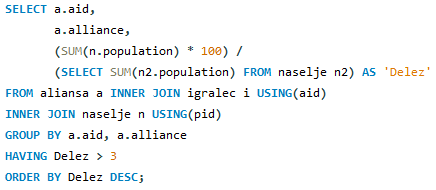 SELECT a.aid,
a.alliance,
(SUM(n.population) * 100) /
(SELECT SUM(n2.population) FROM naselje n2) AS 'Delez'
FROM aliansa a INNER JOIN igralec i USING(aid)
INNER JOIN naselje n USING(pid)
GROUP BY a.aid, a.alliance
HAVING Delez > 3
ORDER BY Delez DESC;